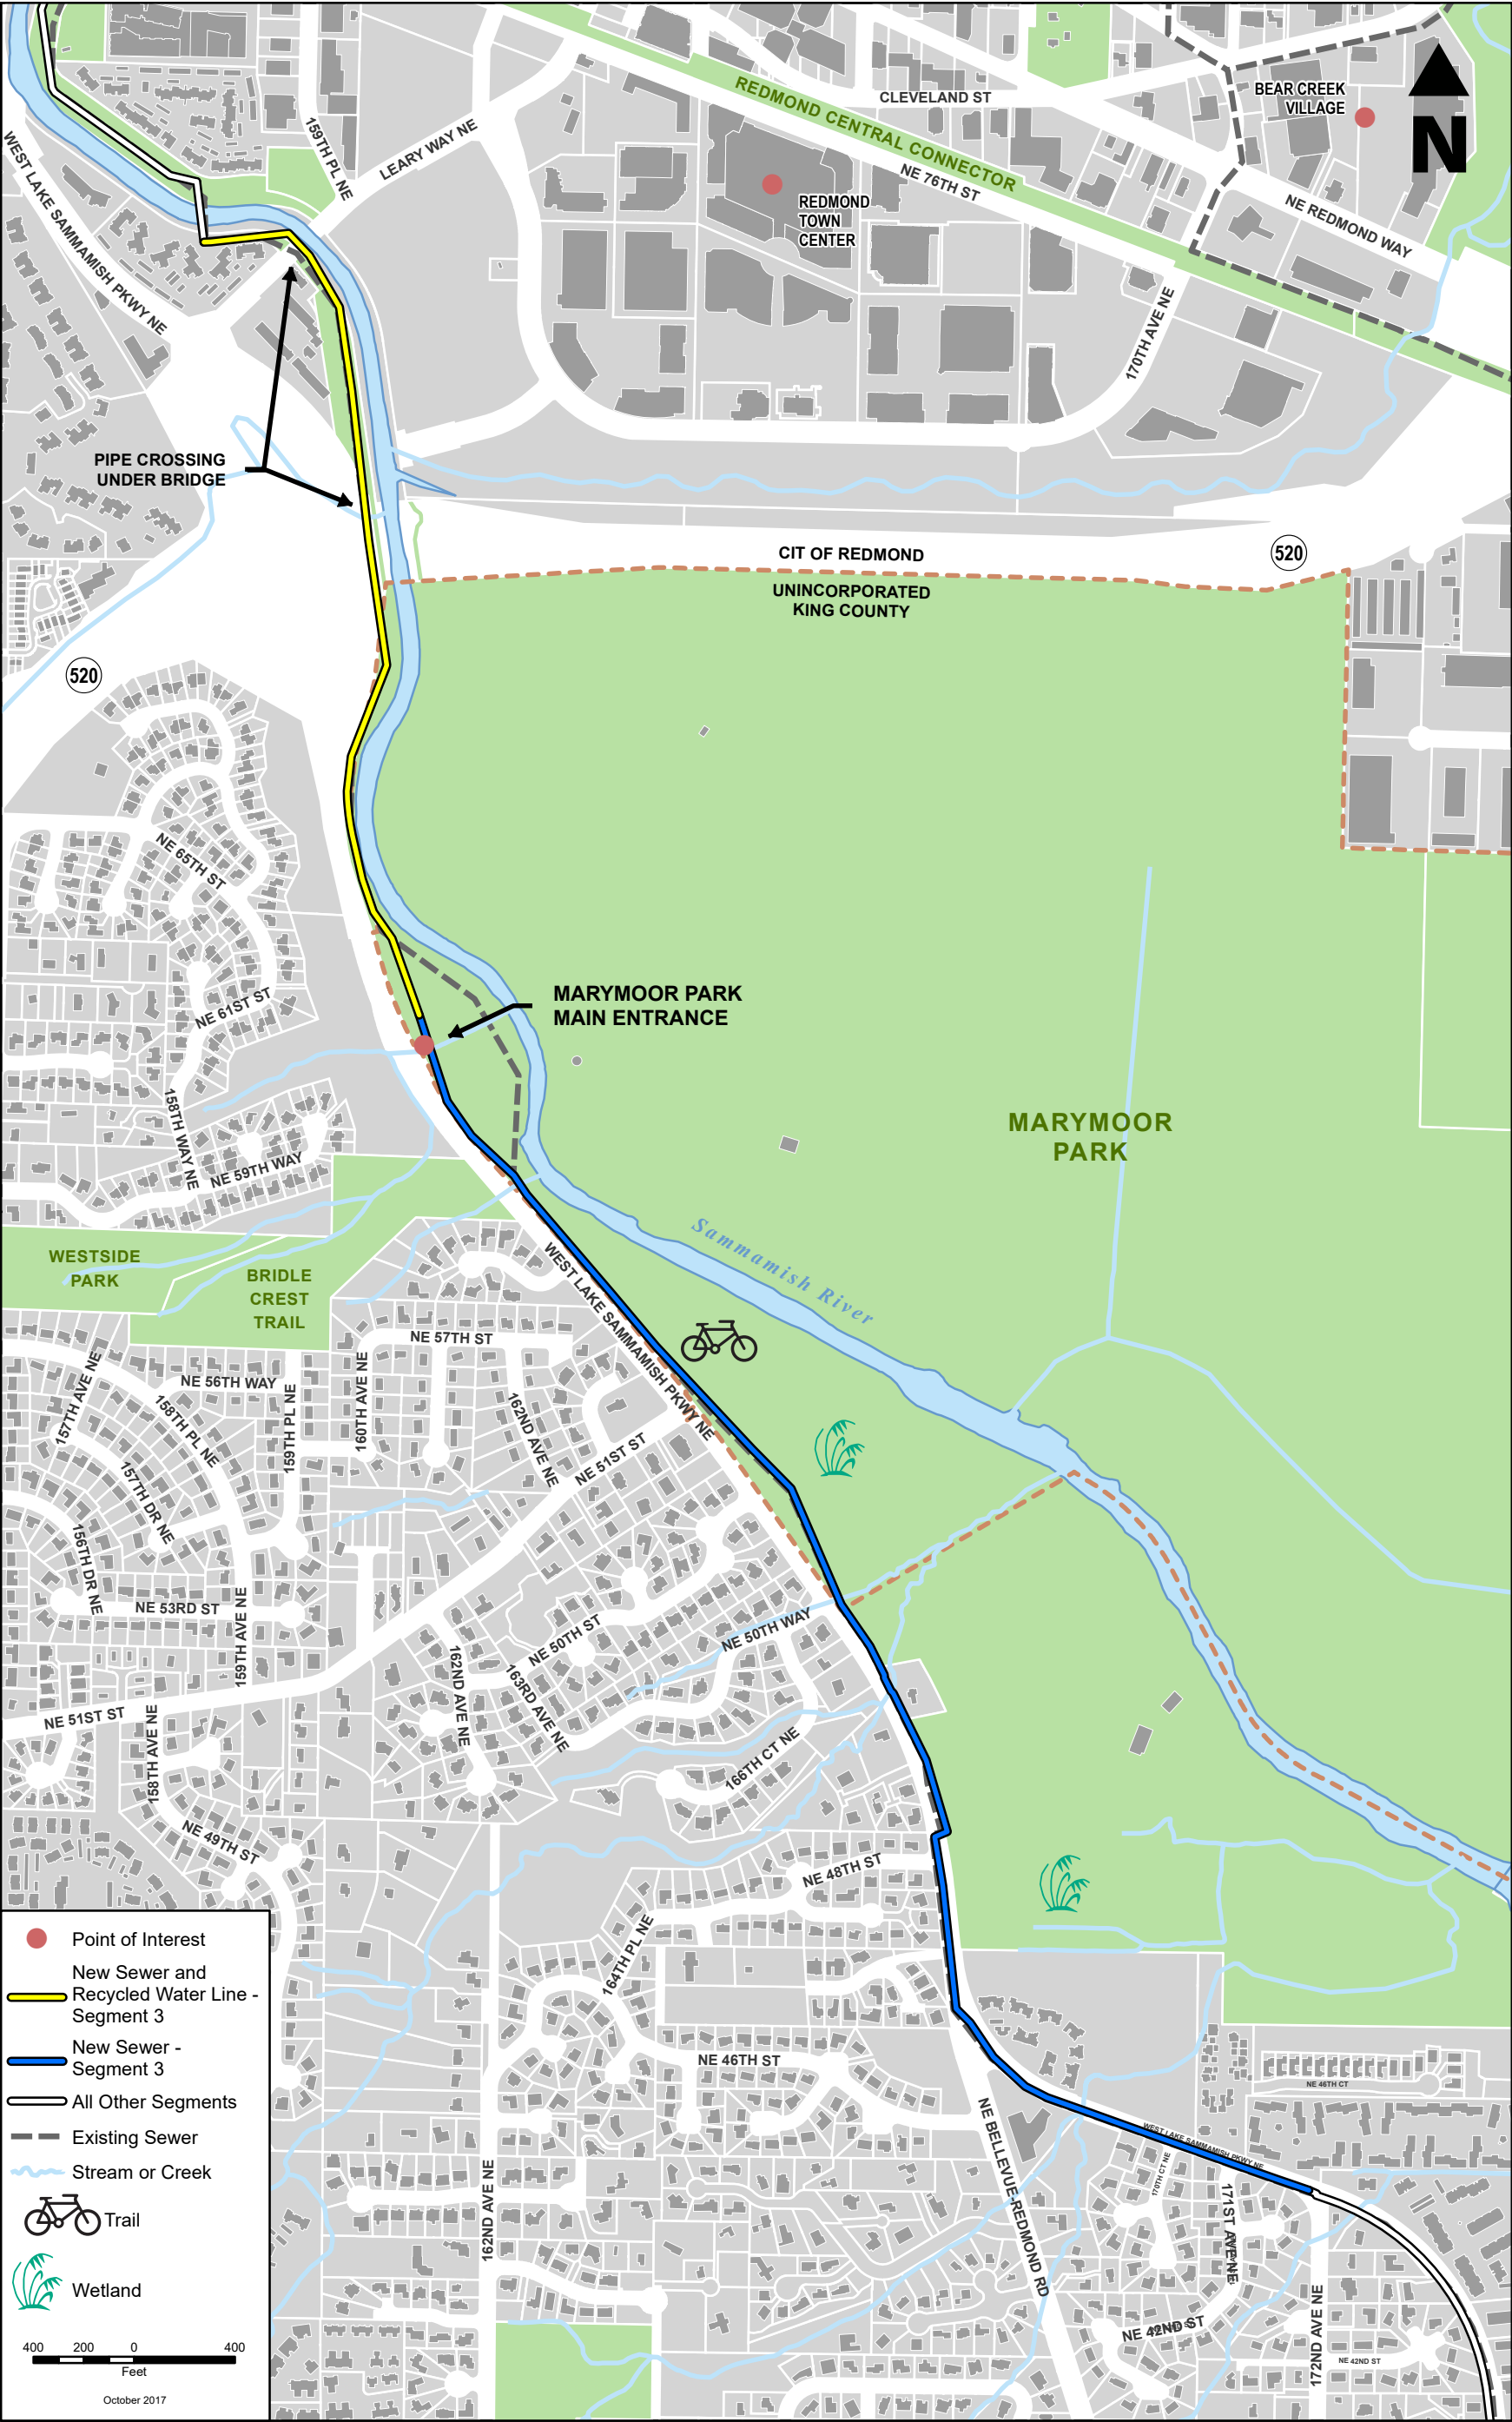 REDMOND CENTRAL CONNECTOR
CLEVELAND ST
BEAR CREEK
VILLAGE
N
159TH PL NE
LEARY WAY NE
WEST LAKE SAMMAMISH PKWY NE
NE 76TH ST
REDMOND
TOWN
CENTER
NE REDMOND WAY
170TH AVE NE
PIPE CROSSING
UNDER BRIDGE
CIT OF REDMOND
520
UNINCORPORATED
KING COUNTY
520
NE 65TH ST
NE 61ST ST
MARYMOOR PARK
MAIN ENTRANCE
158TH WAY NE
NE 59TH WAY
MARYMOOR
PARK
WESTSIDE
PARK
BRIDLE
CREST
TRAIL
Sammamish River
WEST LAKE SAMMAMISH PKWY NE
NE 57TH ST
NE 56TH WAY
157TH AVE NE
158TH PL NE
159TH PL NE
160TH AVE NE
162ND AVE NE
NE 51ST ST
157TH DR NE
156TH DR NE
NE 53RD ST
159TH AVE NE
NE 50TH ST
NE 50TH WAY
162ND AVE NE
163RD AVE NE
NE 51ST ST
158TH AVE NE
166TH CT NE
NE 49TH ST
NE 48TH ST
164TH PL NE
NE 46TH ST
NE 46TH CT
WEST LAKE SAMMAMISH PKWY NE
NE BELLEVUE-REDMOND RD
170TH CT NE
171ST AVE NE
162ND AVE NE
NE 42ND ST
172ND AVE NE
NE 42ND ST
Point of Interest
New Sewer and
Recycled Water Line -
Segment 3
New Sewer -
Segment 3
All Other Segments
Existing Sewer
Stream or Creek
Trail
Wetland
400 200 0 400
Feet
October 2017